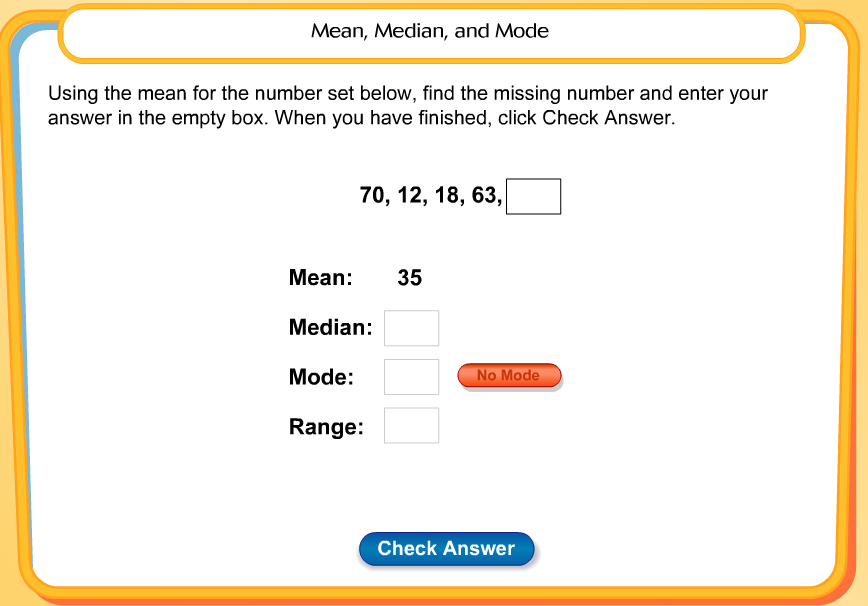 Mean, Median, and Mode
Using the mean for the number set below, find the missing number and enter your
answer in the empty box. When you have finished, click Check Answer.
70, 12, 18, 63,
Mean: 35
Median:
Mode: No Mode
Range:
Check Answer